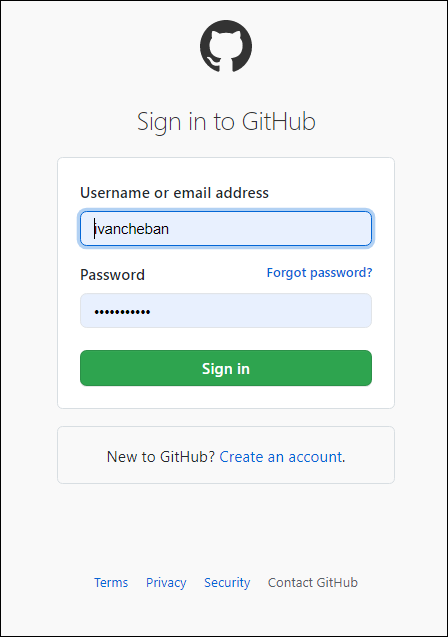 Sign in to GitHub
Username or email address
ivancheban
Password Forgot password?
•••••••••••
Sign in
New to GitHub? Create an account.
Terms Privacy Security Contact GitHub